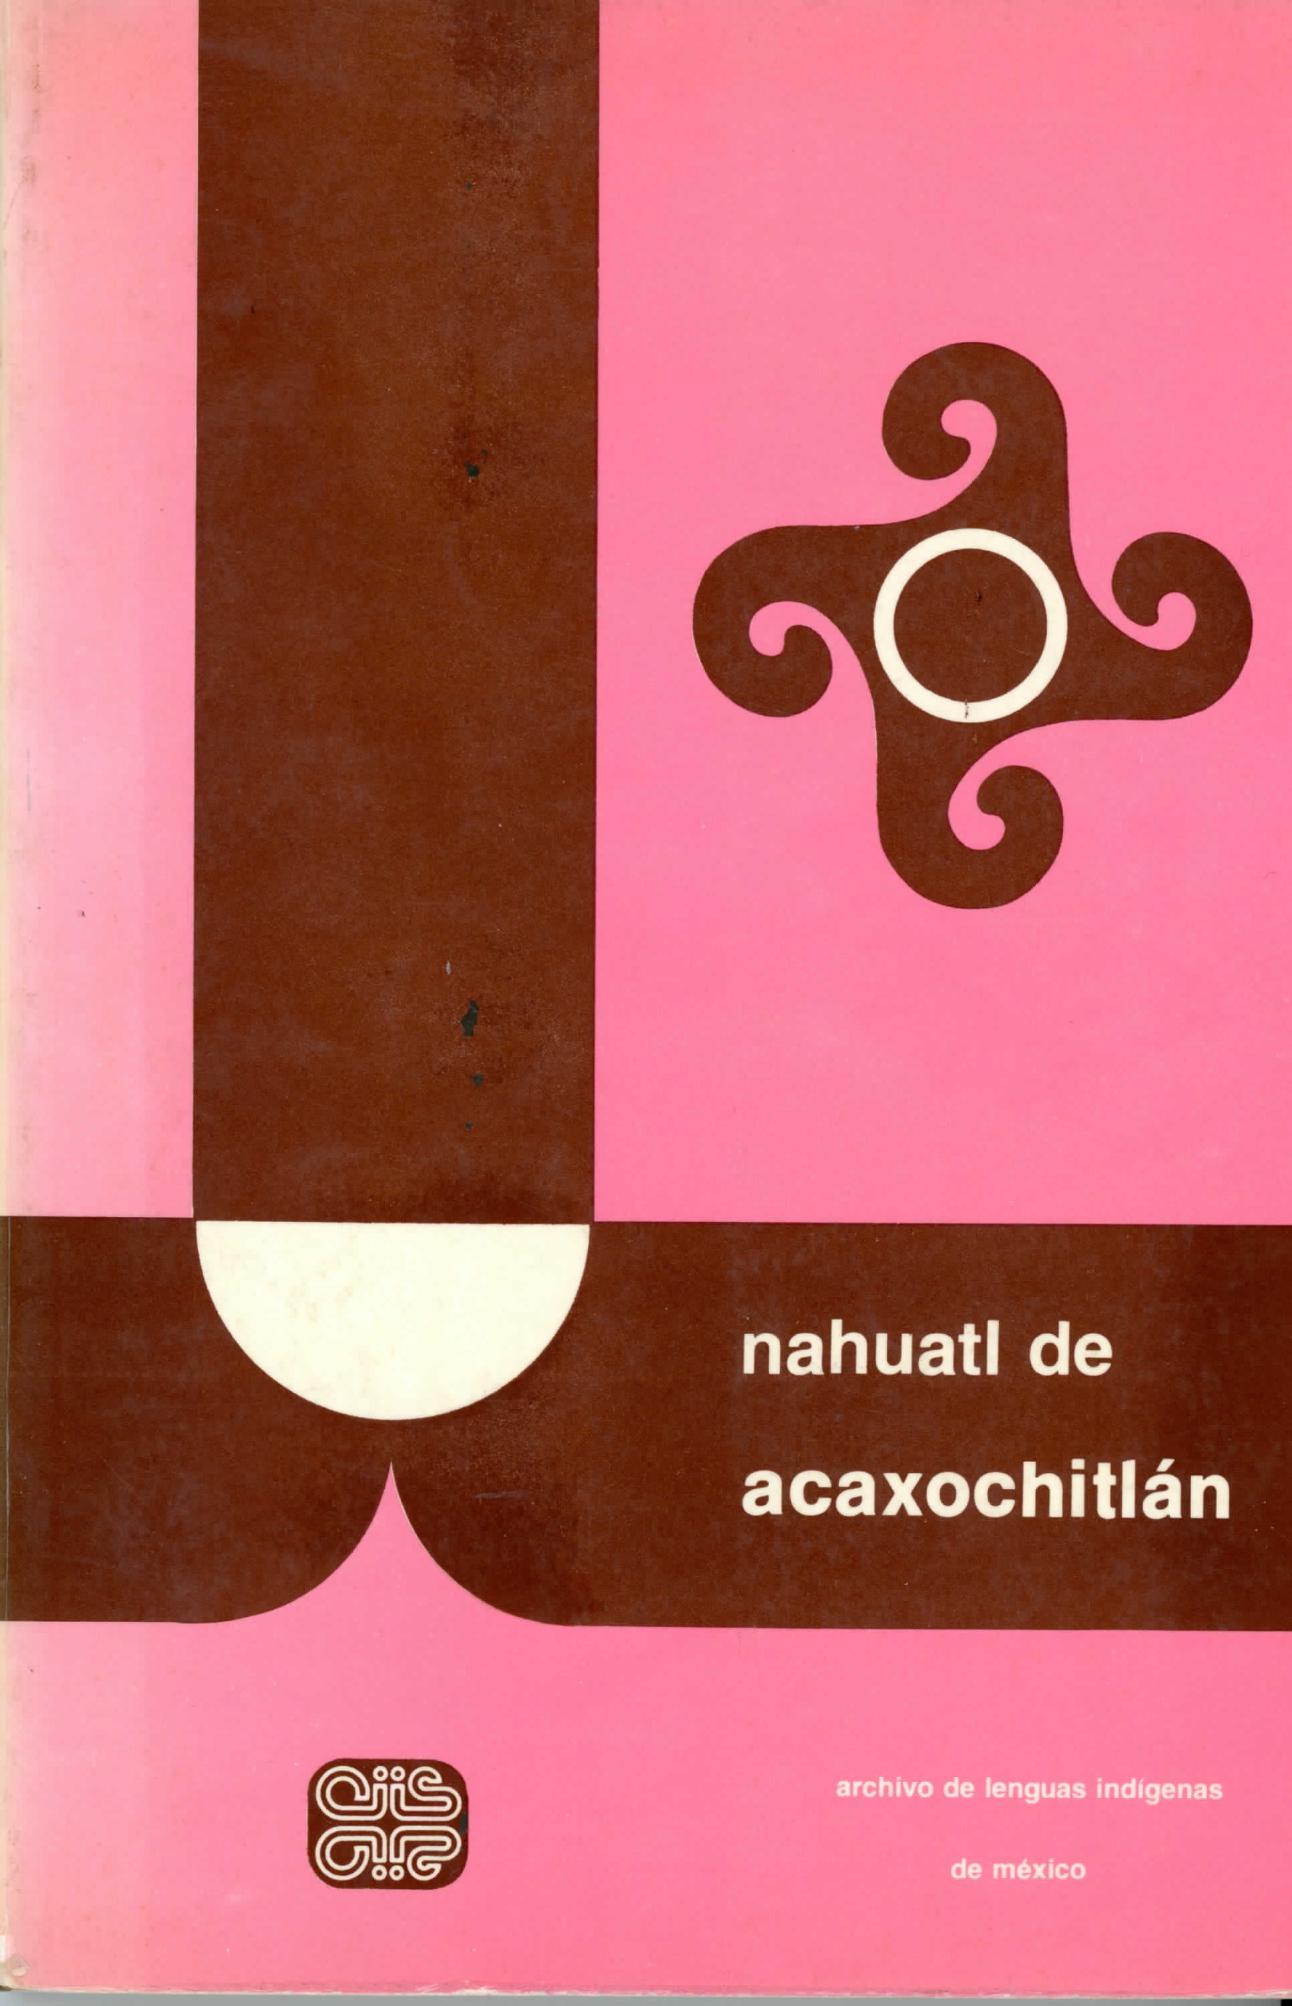 nahuatl de
acaxochitlán
archivo de lenguas indígenas
de méxico